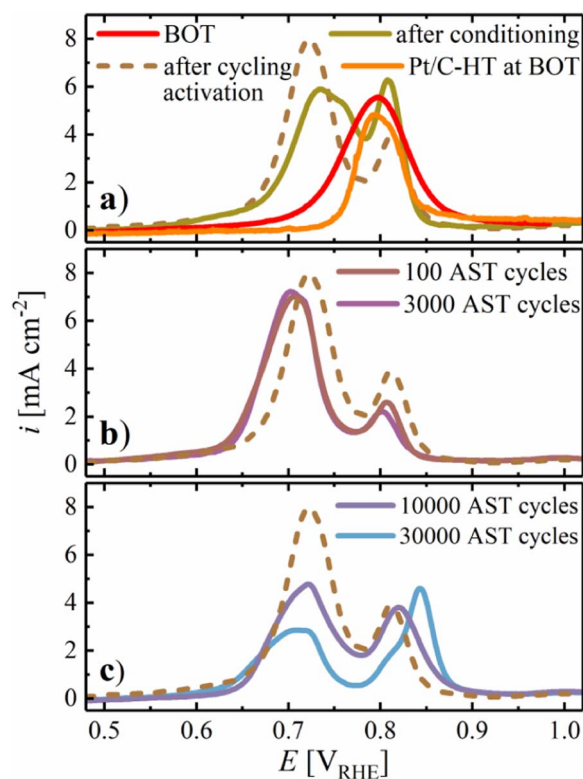 8
6
4
2
0
BOT
after conditioning
after cycling
activation
Pt/C-HT at BOT
a)
8
6
4
2
0
100 AST cycles
3000 AST cycles
b)
i [mA cm⁻²]
8
6
4
2
0
10000 AST cycles
30000 AST cycles
c)
0.5 0.6 0.7 0.8 0.9 1.0
E [V_RHE]